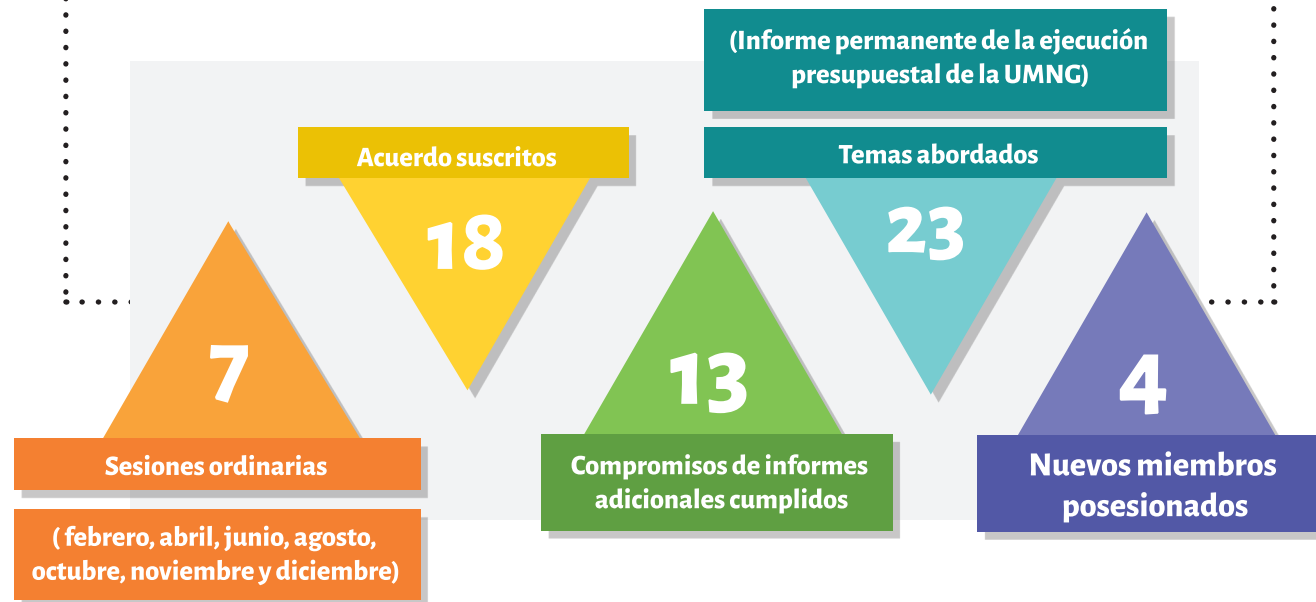 (Informe permanente de la ejecución
presupuestal de la UMNG)
Acuerdo suscritos
Temas abordados
18
23
7
13
4
Sesiones ordinarias
Compromisos de informes
adicionales cumplidos
Nuevos miembros
posesionados
( febrero, abril, junio, agosto,
octubre, noviembre y diciembre)